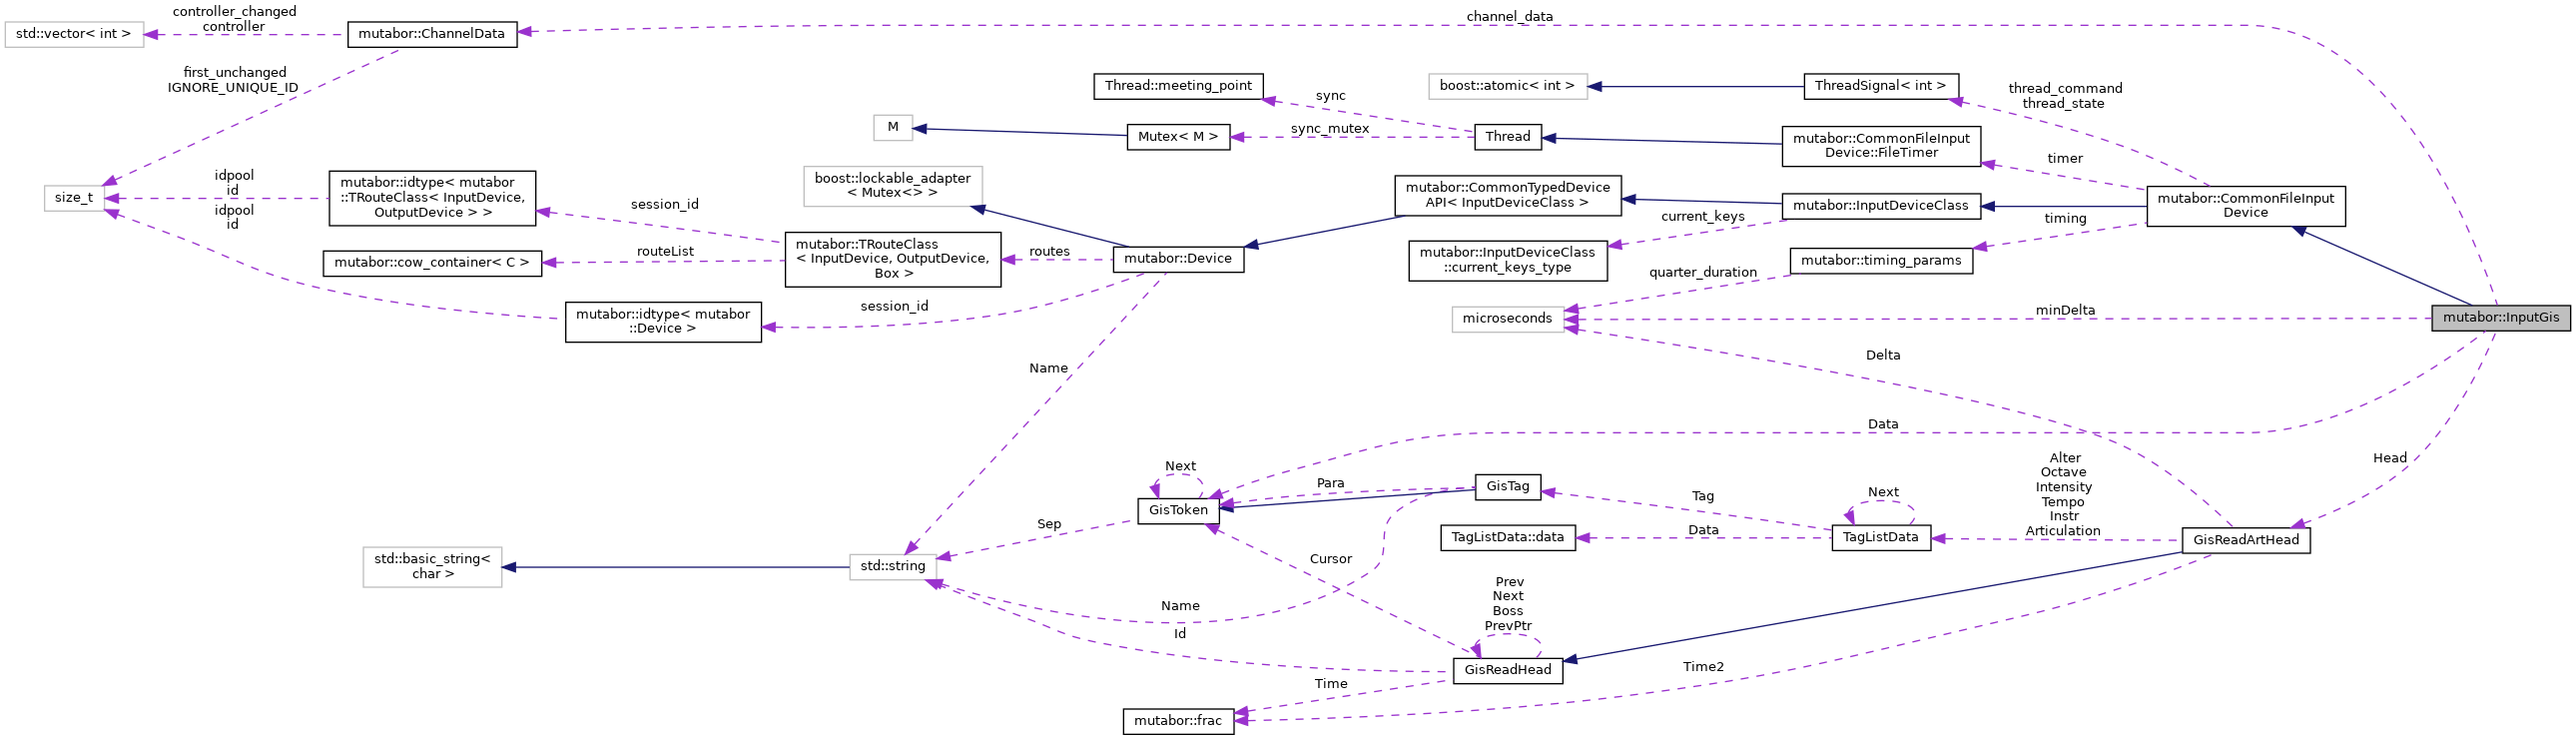 controller_changed
controller
channel_data
std::vector< int >
mutabor::ChannelData
first_unchanged
IGNORE_UNIQUE_ID
Thread::meeting_point
sync
boost::atomic< int >
ThreadSignal< int >
thread_command
thread_state
M
Mutex< M >
sync_mutex
Thread
mutabor::CommonFileInput
Device::FileTimer
timer
boost::lockable_adapter
< Mutex<> >
idpool
id
size_t
idpool
id
mutabor::idtype< mutabor
::TRouteClass< InputDevice,
OutputDevice > >
session_id
mutabor::CommonTypedDevice
API< InputDeviceClass >
mutabor::InputDeviceClass
mutabor::CommonFileInput
Device
current_keys
timing
mutabor::TRouteClass
< InputDevice, OutputDevice,
Box >
routeList
mutabor::cow_container< C >
routes
mutabor::Device
mutabor::InputDeviceClass
::current_keys_type
mutabor::timing_params
quarter_duration
session_id
mutabor::idtype< mutabor
::Device >
microseconds
minDelta
mutabor::InputGis
Delta
Name
Data
Head
Next
Para
GisTag
Tag
Next
Alter
Octave
Intensity
Tempo
Instr
Articulation
GisToken
Sep
TagListData::data
Data
TagListData
GisReadArtHead
std::basic_string<
char >
std::string
Cursor
Prev
Next
Boss
PrevPtr
Name
Id
GisReadHead
Time2
Time
mutabor::frac